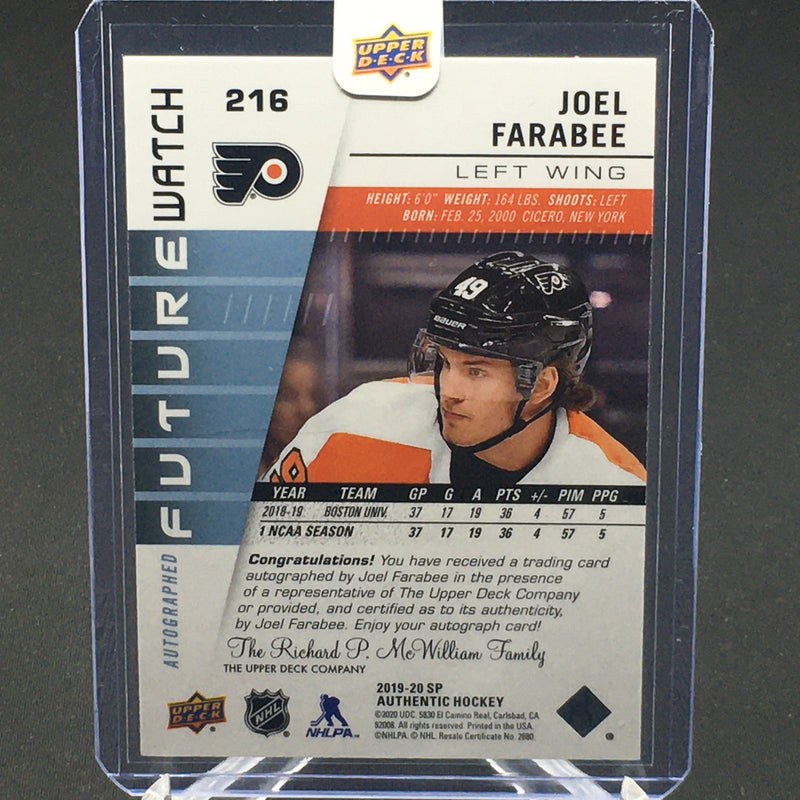 UPPER
D·E·C·K
216
JOEL
FARABEE
LEFT WING
HEIGHT: 6'0" WEIGHT: 164 LBS. SHOOTS: LEFT
BORN: FEB. 25, 2000 CICERO, NEW YORK
AUTOGRAPHED FUTURE WATCH
49
BAUER
YEAR TEAM GP G A PTS +/- PIM PPG
2018-19 BOSTON UNIV. 37 17 19 36 4 57 5
1 NCAA SEASON 37 17 19 36 4 57 5
Congratulations! You have received a trading card
autographed by Joel Farabee in the presence
of a representative of The Upper Deck Company
or provided, and certified as to its authenticity,
by Joel Farabee. Enjoy your autograph card!
The Richard P. McWilliam Family
THE UPPER DECK COMPANY
UPPER
D·E·C·K
NHL
NHLPA
2019-20 SP
AUTHENTIC HOCKEY
©2020 UDC. 5830 El Camino Real, Carlsbad, CA
92008. All rights reserved. Printed in the USA.
©NHLPA. © NHL. Resale Certificate No. 2880.